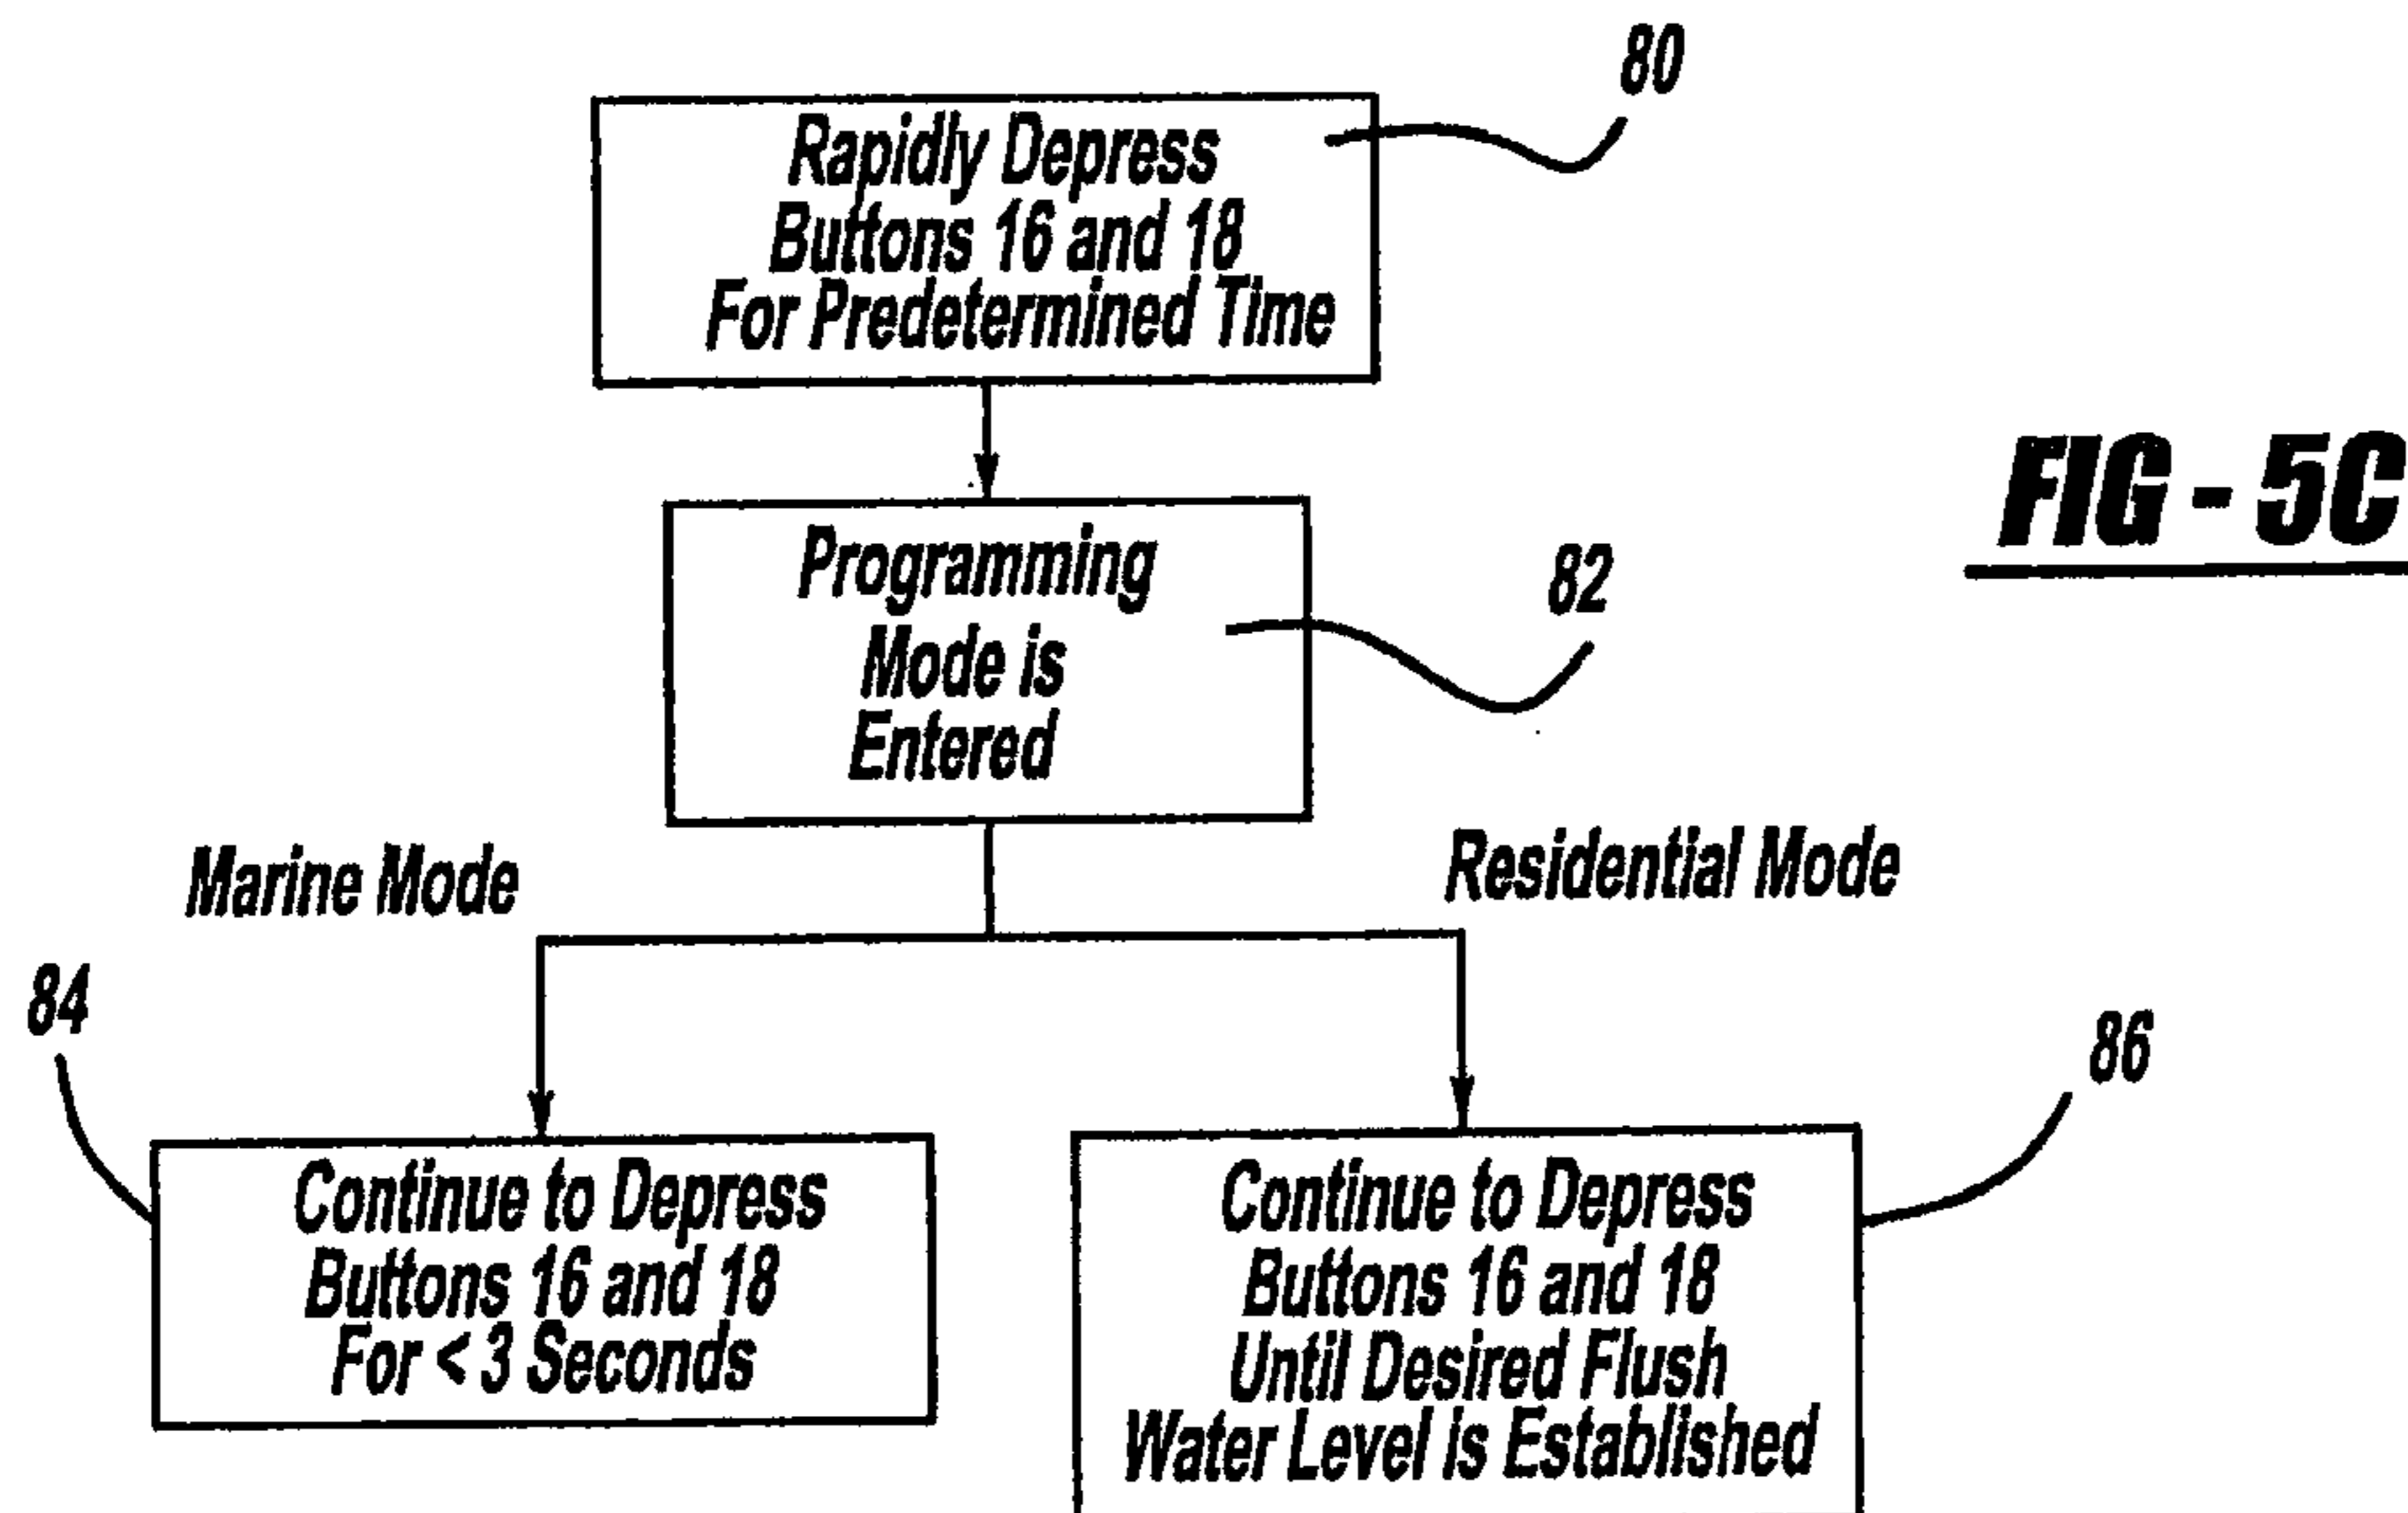 80
Rapidly Depress
Buttons 16 and 18
For Predetermined Time
FIG - 5C
Programming
Mode is
Entered
82
Marine Mode
Residential Mode
84
86
Continue to Depress
Buttons 16 and 18
For < 3 Seconds
Continue to Depress
Buttons 16 and 18
Until Desired Flush
Water Level is Established